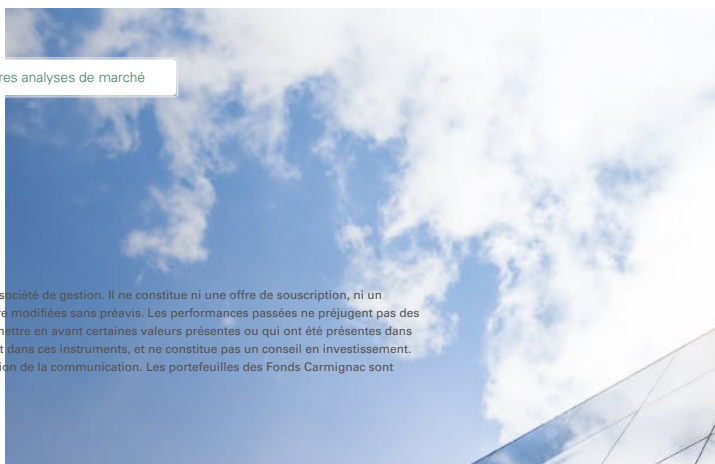 res analyses de marché
société de gestion. Il ne constitue ni une offre de souscription, ni un
re modifiées sans préavis. Les performances passées ne préjugent pas des
mettre en avant certaines valeurs présentes ou qui ont été présentes dans
t dans ces instruments, et ne constitue pas un conseil en investissement.
ion de la communication. Les portefeuilles des Fonds Carmignac sont